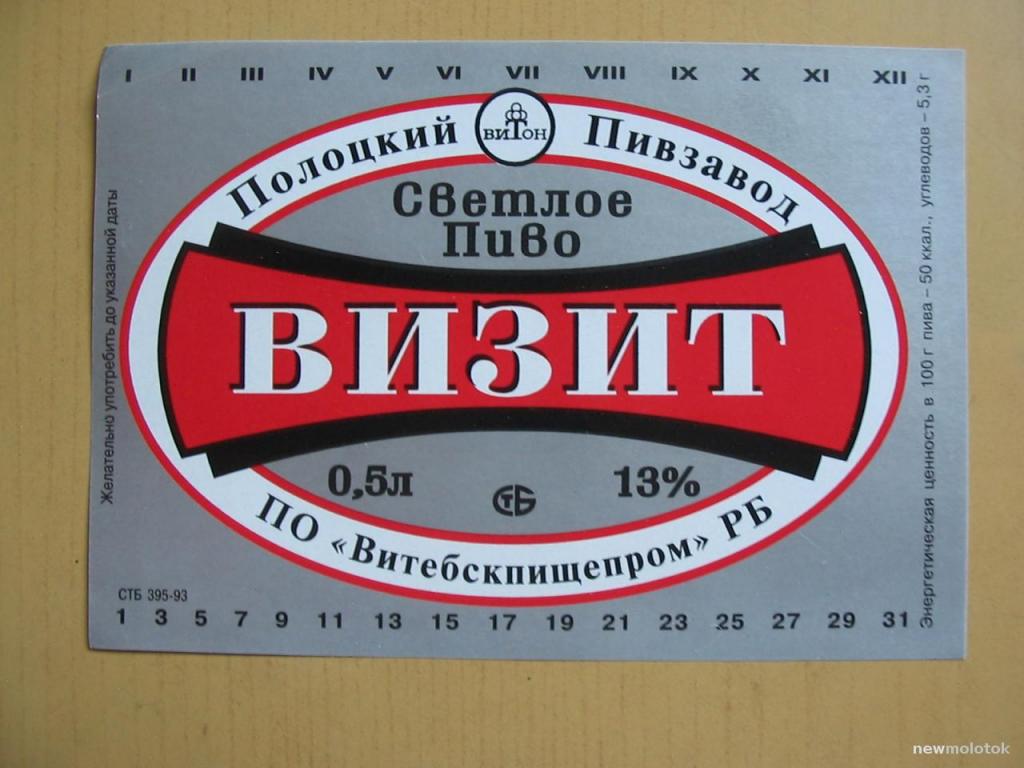 I II III IV V VI VII VIII IX X XI XII
Полоцкий Пивзавод
виТон
Светлое
Пиво
ВИЗИТ
0,5л 13%
СТБ
ПО «Витебскпищепром» РБ
СТБ 395-93
1 3 5 7 9 11 13 15 17 19 21 23 25 27 29 31
Желательно употребить до указанной даты
Энергетическая ценность в 100 г пива – 50 ккал., углеводов – 5,3 г
newmolotok